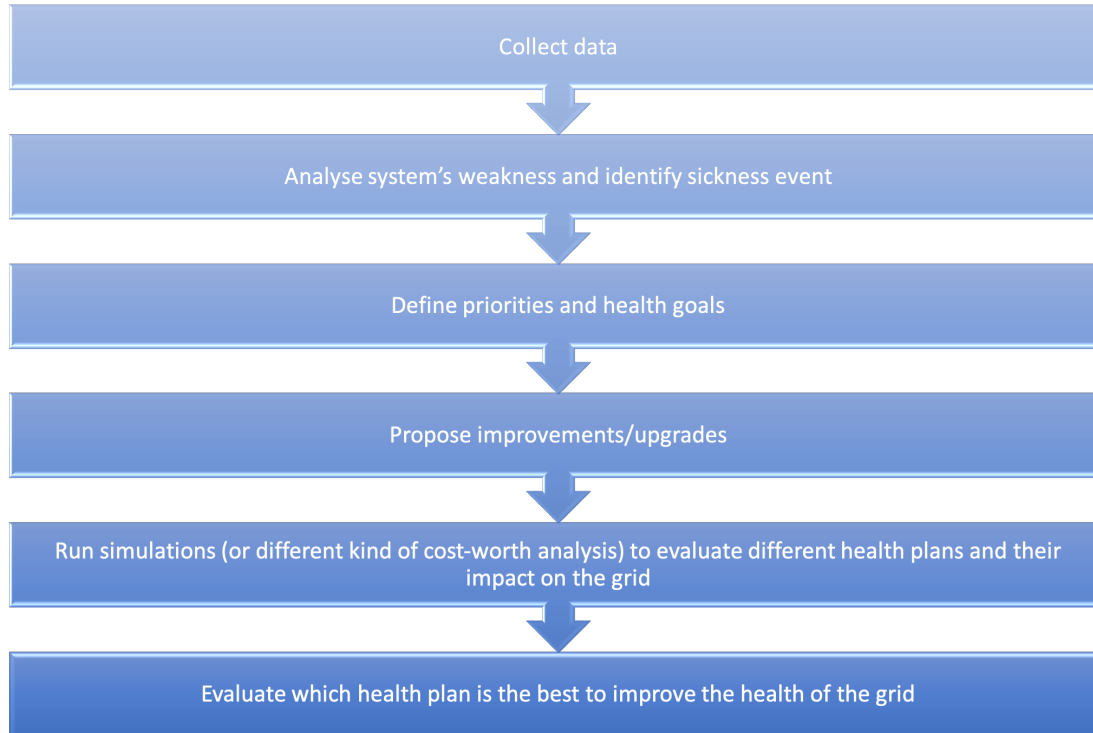 Collect data
Analyse system’s weakness and identify sickness event
Define priorities and health goals
Propose improvements/upgrades
Run simulations (or different kind of cost-worth analysis) to evaluate different health plans and their
impact on the grid
Evaluate which health plan is the best to improve the health of the grid